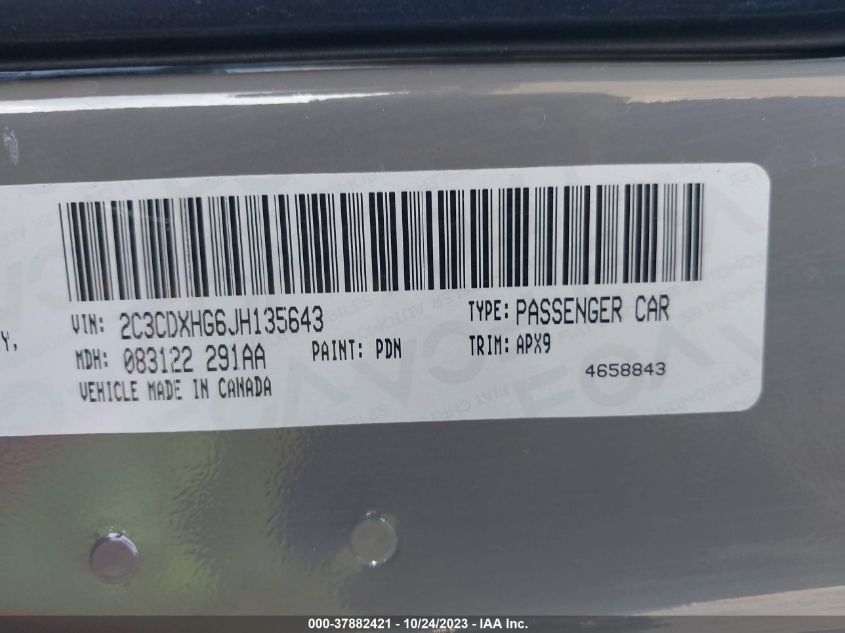 VIN: 2C3CDXHG6JH135643 TYPE: PASSENGER CAR
Y,
MDH: 083122 291AA PAINT: PDN TRIM: APX9
VEHICLE MADE IN CANADA 4658843
000-37882421 - 10/24/2023 - IAA Inc.